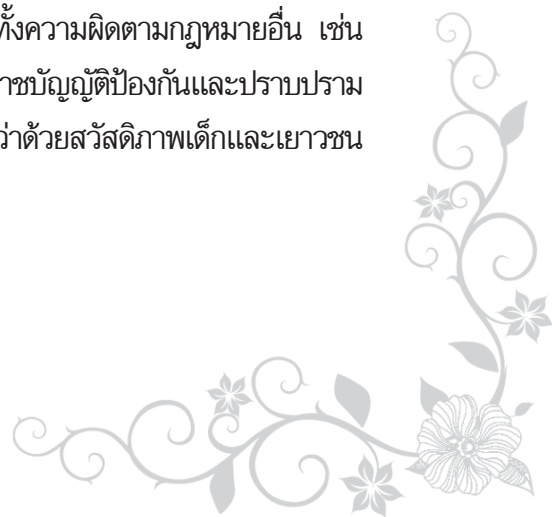 ทั้งความผิดตามกฎหมายอื่น เช่น
าชบัญญัติป้องกันและปราบปราม
ว่าด้วยสวัสดิภาพเด็กและเยาวชน